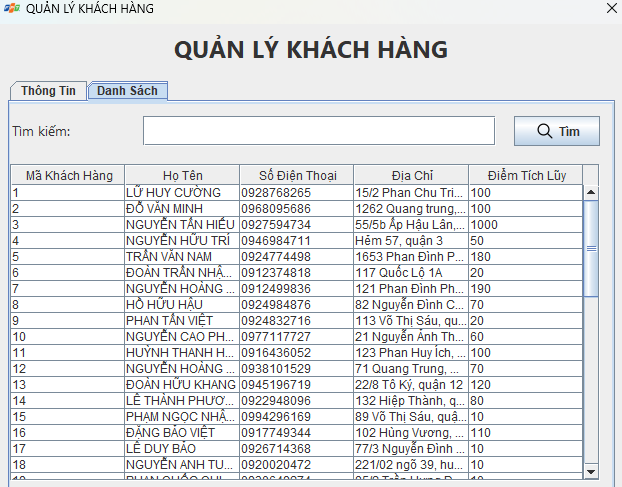 QUẢN LÝ KHÁCH HÀNG
QUẢN LÝ KHÁCH HÀNG
Thông Tin Danh Sách
Tìm kiếm: Tìm
Mã Khách Hàng Họ Tên Số Điện Thoại Địa Chỉ Điểm Tích Lũy
1 LỮ HUY CƯỜNG 0928768265 15/2 Phan Chu Tri... 100
2 ĐỖ VĂN MINH 0968095686 1262 Quang trung,... 100
3 NGUYỄN TẤN HIẾU 0927594734 55/5b Ấp Hậu Lân,... 1000
4 NGUYỄN HỮU TRÍ 0946984711 Hẻm 57, quận 3 50
5 TRẦN VĂN NAM 0924774498 1653 Phan Đình P... 180
6 ĐOÀN TRẦN NHẬ... 0912374818 117 Quốc Lộ 1A 20
7 NGUYỄN HOÀNG ... 0912499836 121 Phan Đình Ph... 190
8 HỒ HỮU HẬU 0924984876 82 Nguyễn Đình C... 70
9 PHAN TẤN VIỆT 0924832716 113 Võ Thị Sáu, qu... 20
10 NGUYỄN CAO PH... 0977117727 21 Nguyễn Ảnh Th... 60
11 HUỲNH THANH H... 0916436052 123 Phan Huy Ích, ... 100
12 NGUYỄN HOÀNG ... 0938101529 71 Quang Trung, ... 70
13 ĐOÀN HỮU KHANG 0945196719 22/8 Tô Ký, quận 12 120
14 LÊ THÀNH PHƯƠ... 0922948096 132 Hiệp Thành, q... 80
15 PHẠM NGỌC NHẬ... 0994296169 89 Võ Thị Sáu, quậ... 10
16 ĐẶNG BẢO VIỆT 0917749344 102 Hùng Vương, ... 110
17 LÊ DUY BẢO 0926714368 77/3 Nguyễn Đình ... 10
18 NGUYỄN ANH TU... 0920020472 221/02 ngõ 39, hu... 10